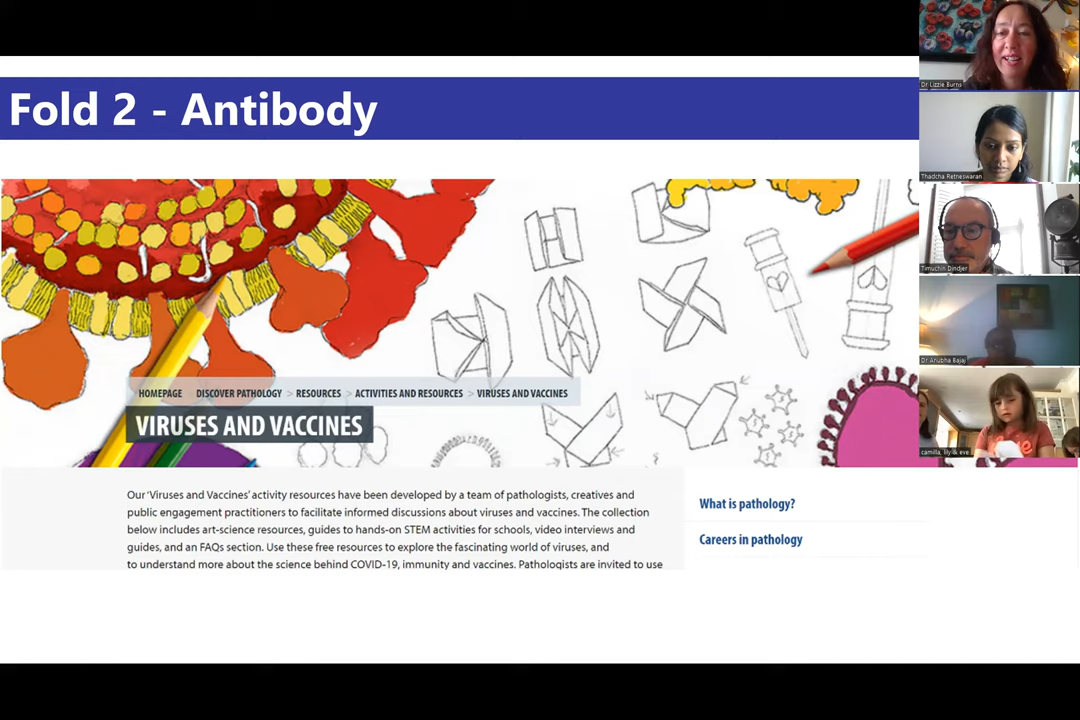 Fold 2 - Antibody
HOMEPAGE DISCOVER PATHOLOGY > RESOURCES > ACTIVITIES AND RESOURCES > VIRUSES AND VACCINES
VIRUSES AND VACCINES
Our 'Viruses and Vaccines' activity resources have been developed by a team of pathologists, creatives and
public engagement practitioners to facilitate informed discussions about viruses and vaccines. The collection
below includes art-science resources, guides to hands-on STEM activities for schools, video interviews and
guides, and an FAQs section. Use these free resources to explore the fascinating world of viruses, and
to understand more about the science behind COVID-19, immunity and vaccines. Pathologists are invited to use
What is pathology?
Careers in pathology
Dr Lizzie Burns
Thadcha Retneswaran
Timuchin Dindjer
Dr Anubha Bajaj
camilla, lily & eve